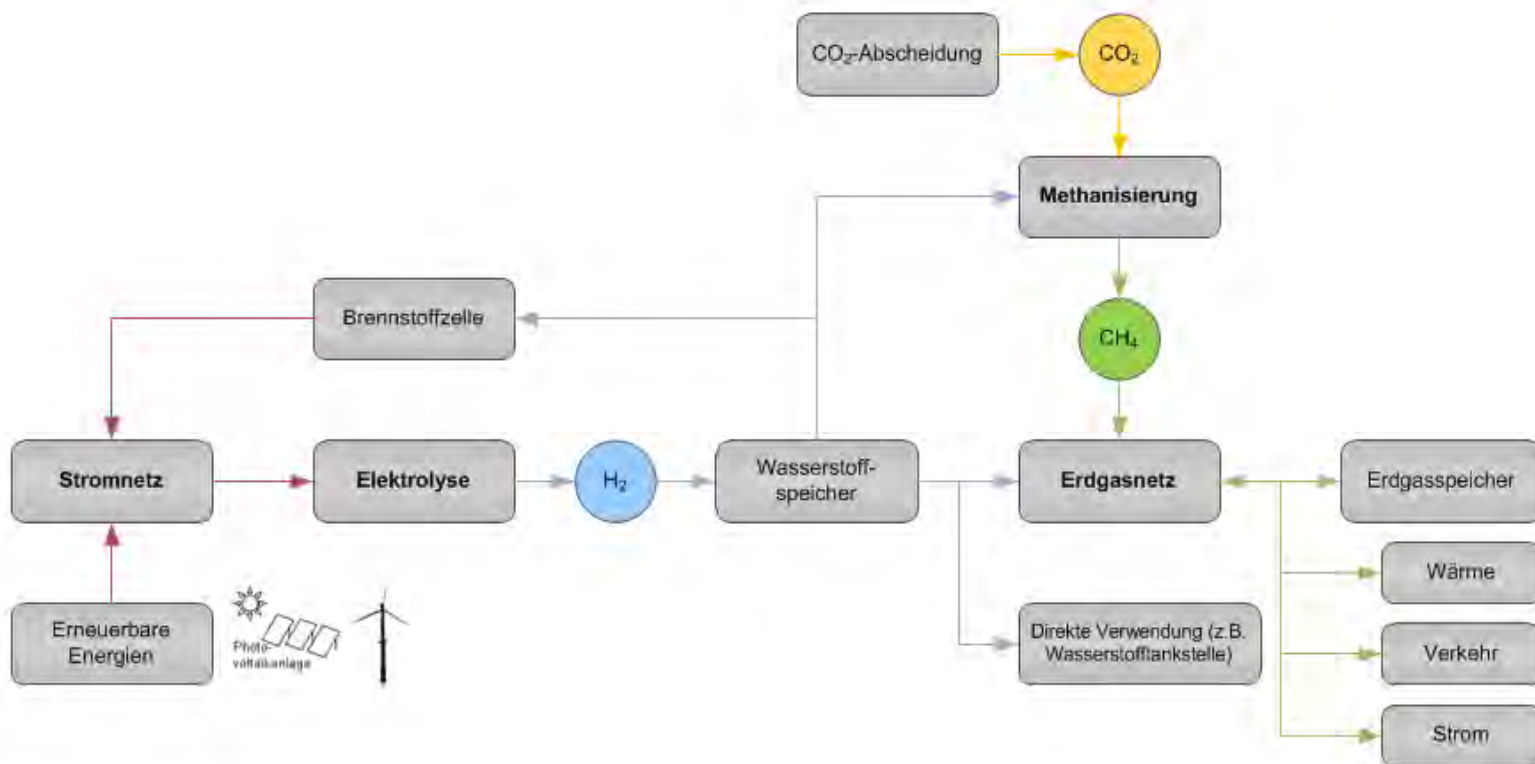 CO₂-Abscheidung
CO₂
Methanisierung
Brennstoffzelle
CH₄
Stromnetz
Elektrolyse
H₂
Wasserstoff-
speicher
Erdgasnetz
Erdgasspeicher
Wärme
Erneuerbare
Energien
Photo-
voltaikanlage
Direkte Verwendung (z.B.
Wasserstofftankstelle)
Verkehr
Strom